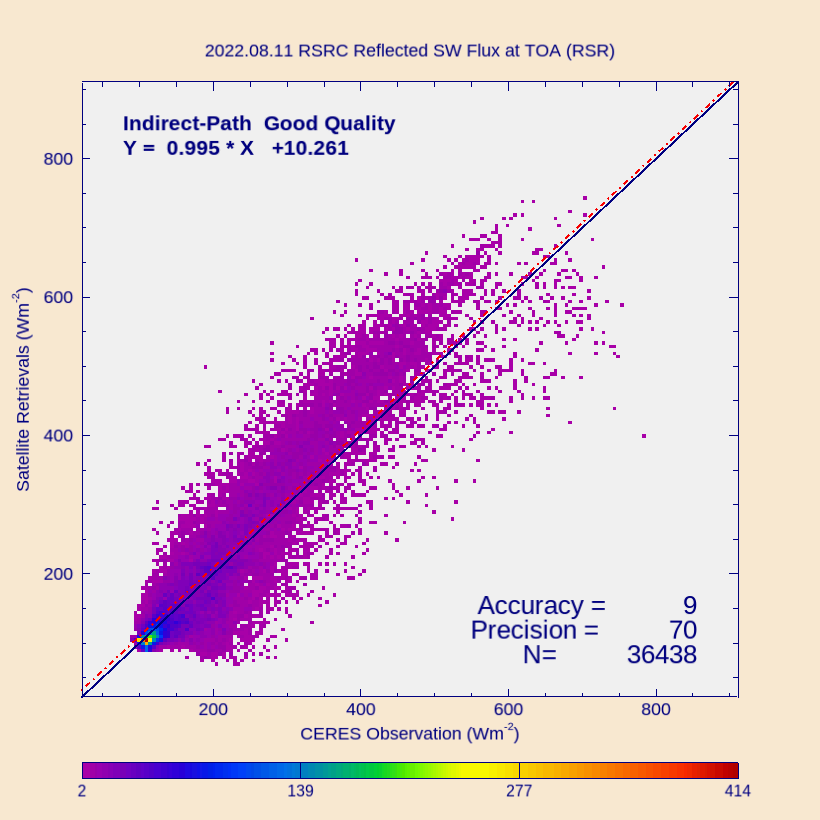 2022.08.11 RSRC Reflected SW Flux at TOA (RSR)
Indirect-Path  Good Quality
Y =  0.995 * X   +10.261
800
600
400
200
Satellite Retrievals (Wm-2)
Accuracy = 9
Precision = 70
N= 36438
200 400 600 800
CERES Observation (Wm-2)
2 139 277 414